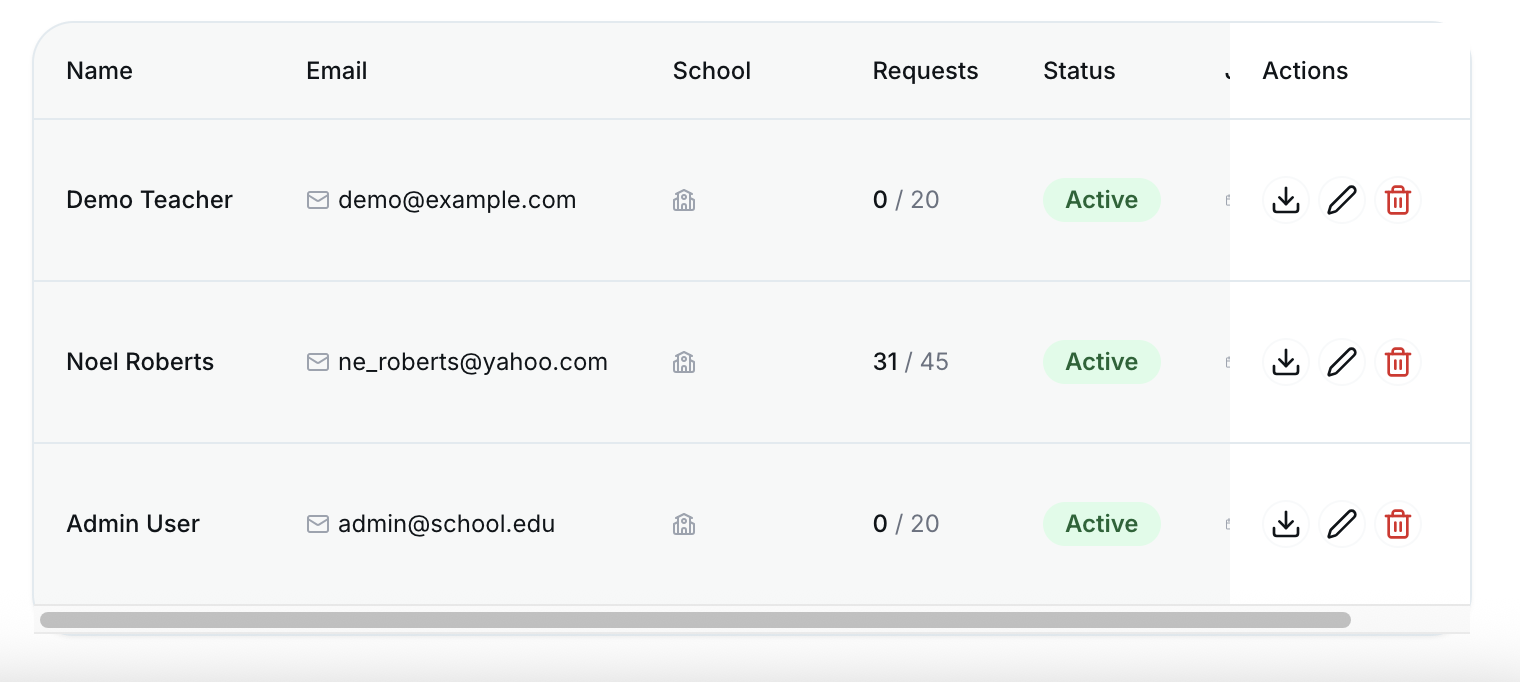 Name Email School Requests Status Actions
Demo Teacher demo@example.com 0 / 20 Active
Noel Roberts ne_roberts@yahoo.com 31 / 45 Active
Admin User admin@school.edu 0 / 20 Active